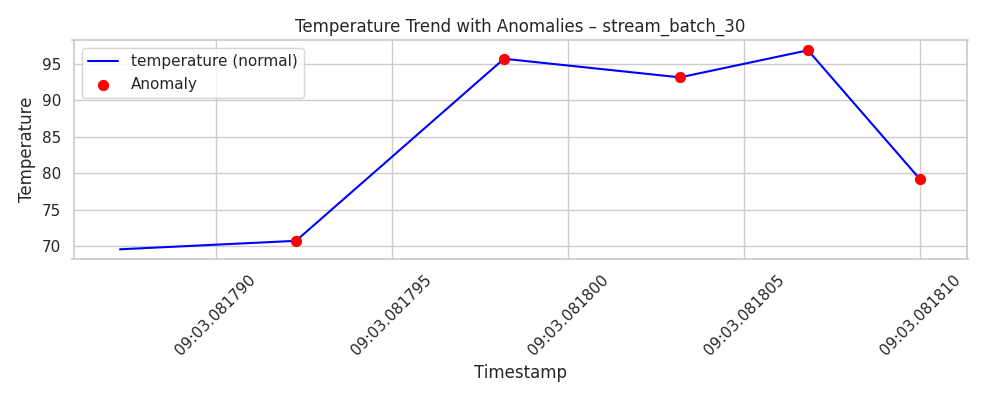 Temperature Trend with Anomalies – stream_batch_30
temperature (normal)
Anomaly
Temperature
95
90
85
80
75
70
09:03.081790
09:03.081795
09:03.081800
09:03.081805
09:03.081810
Timestamp